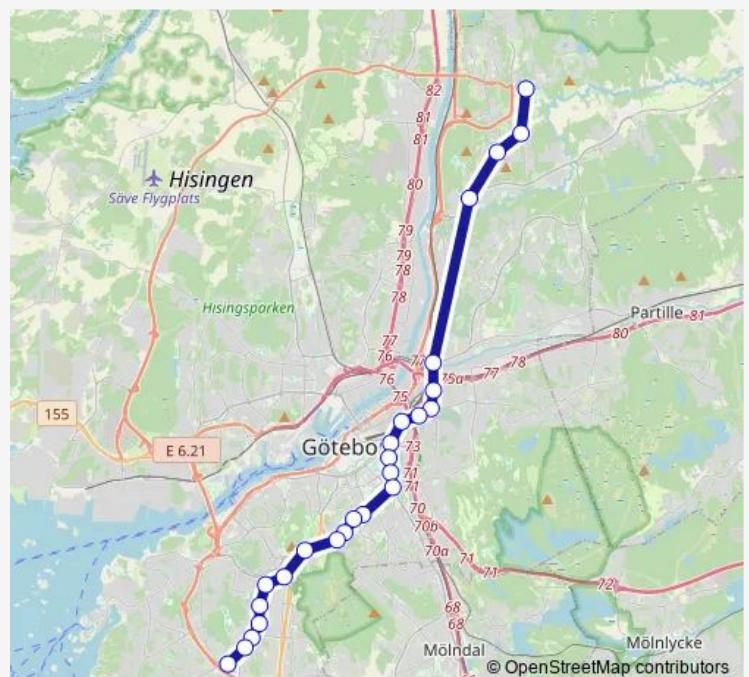 82
81
81
80
Hisingen
Säve Flygplats
79
79
78
78
Hisingsparken
Partille
81
80
77
76
77
78
75a
77
76
75
155
E 6.21
Götebo
73
71
71
70
70b
71
70a
71
72
68
68
Mölndal
Mölnlycke
© OpenStreetMap contributors